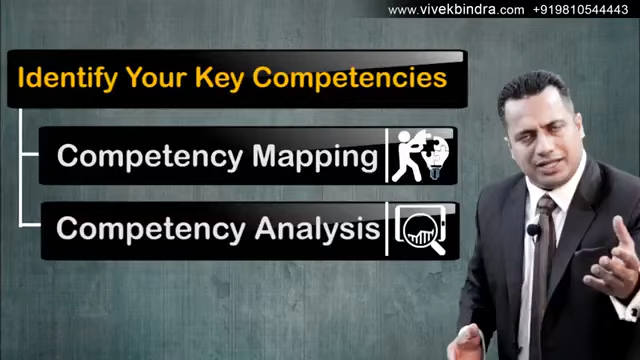 www.vivekbindra.com +919810544443
Identify Your Key Competencies
Competency Mapping
Competency Analysis